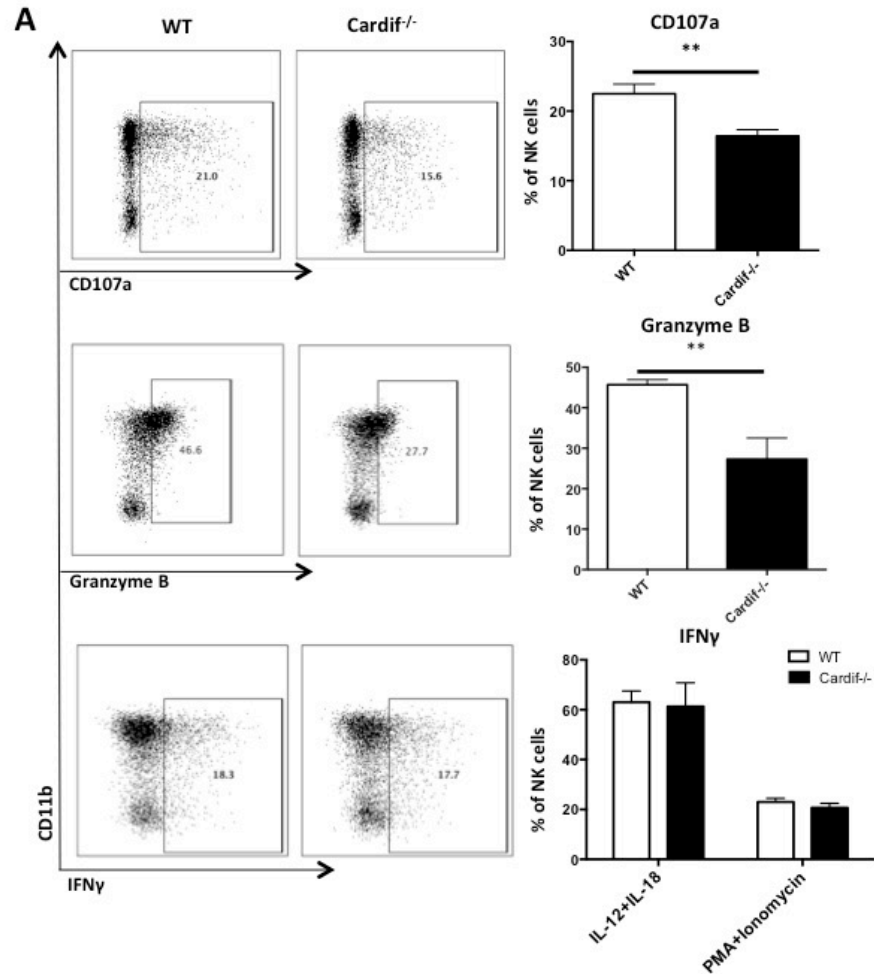 A
WT
Cardif-/-
21.0
15.6
CD107a
CD107a
**
% of NK cells
30
20
10
0
WT
Cardif-/-
46.6
27.7
Granzyme B
Granzyme B
**
% of NK cells
50
40
30
20
10
0
WT
Cardif-/-
18.3
17.7
CD11b
IFNγ
IFNγ
WT
Cardif-/-
% of NK cells
80
60
40
20
0
IL-12+IL-18
PMA+Ionomycin